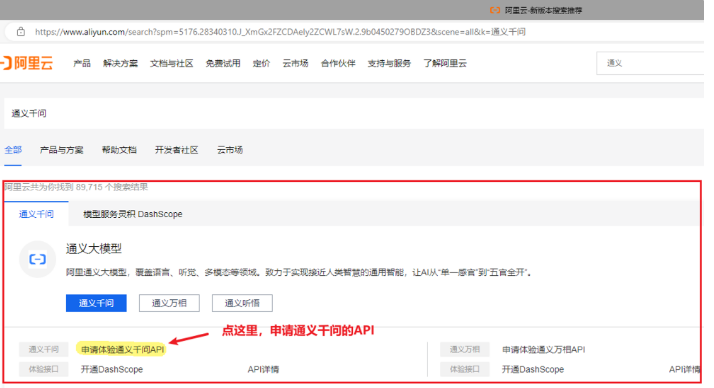 阿里云-新版本搜索推荐
https://www.aliyun.com/search?spm=5176.28340310.J_XmGx2FZCDAeIy2ZCWL7sW.2.9b0450279OBDZ3&scene=all&k=通义千问
阿里云 产品 解决方案 文档与社区 免费试用 定价 云市场 合作伙伴 支持与服务 了解阿里云 通义
通义千问
全部 产品与方案 帮助文档 开发者社区 云市场
阿里云共为你找到 89,715 个搜索结果
通义千问 模型服务灵积 DashScope
通义大模型
阿里通义大模型，覆盖语言、听觉、多模态等领域。致力于实现接近人类智慧的通用智能，让AI从“单一感官”到“五官全开”。
通义千问 通义万相 通义听悟
点这里，申请通义千问的API
通义千问 申请体验通义千问API 通义万相 申请体验通义万相API
体验接口 开通DashScope API详情 体验接口 开通DashScope API详情